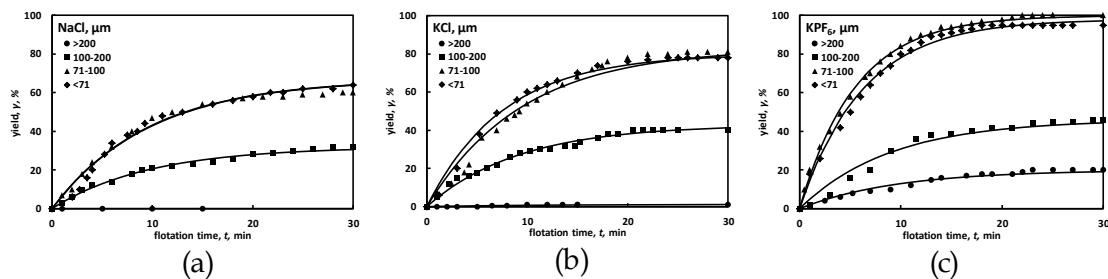 NaCl, µm
>200
100-200
71-100
<71
100
80
60
40
20
0
yield, γ, %
0 10 20 30
flotation time, t, min
(a)
KCl, µm
>200
100-200
71-100
<71
100
80
60
40
20
0
yield, γ, %
0 10 20 30
flotation time, t, min
(b)
KPF₆, µm
>200
100-200
71-100
<71
100
80
60
40
20
0
yield, γ, %
0 10 20 30
flotation time, t, min
(c)